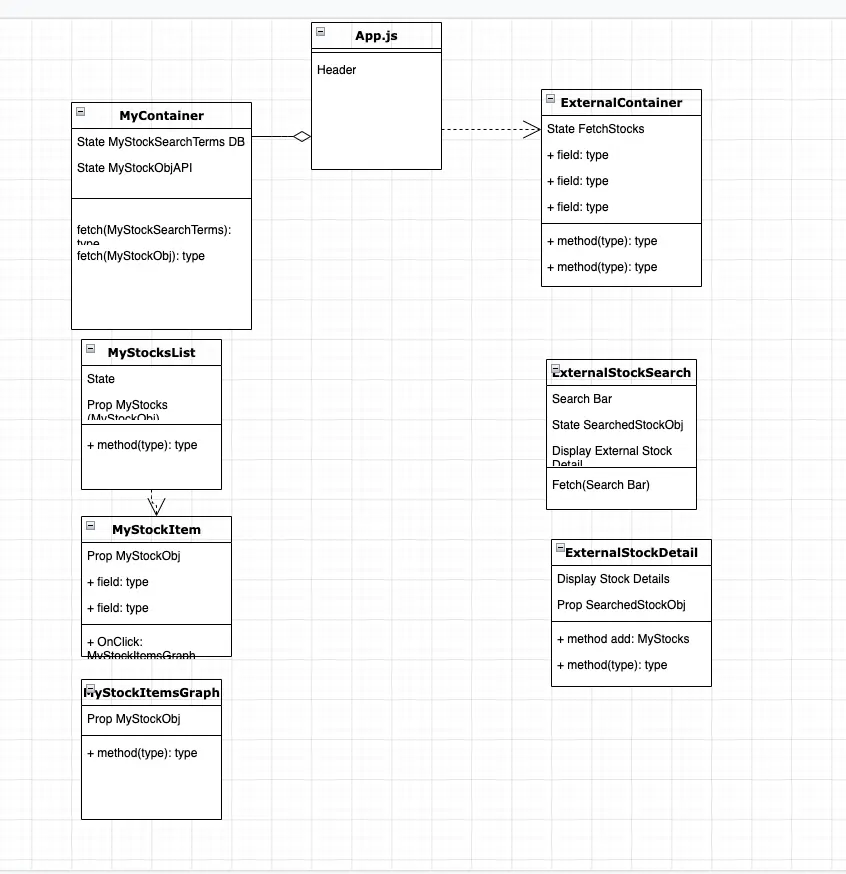 App.js
Header
MyContainer
State MyStockSearchTerms DB
State MyStockObjAPI
fetch(MyStockSearchTerms):
type
fetch(MyStockObj): type
ExternalContainer
State FetchStocks
+ field: type
+ field: type
+ field: type
+ method(type): type
+ method(type): type
MyStocksList
State
Prop MyStocks
(MyStockObj)
+ method(type): type
MyStockItem
Prop MyStockObj
+ field: type
+ field: type
+ OnClick:
MyStockItemsGraph
MyStockItemsGraph
Prop MyStockObj
+ method(type): type
ExternalStockSearch
Search Bar
State SearchedStockObj
Display External Stock
Detail
Fetch(Search Bar)
ExternalStockDetail
Display Stock Details
Prop SearchedStockObj
+ method add: MyStocks
+ method(type): type